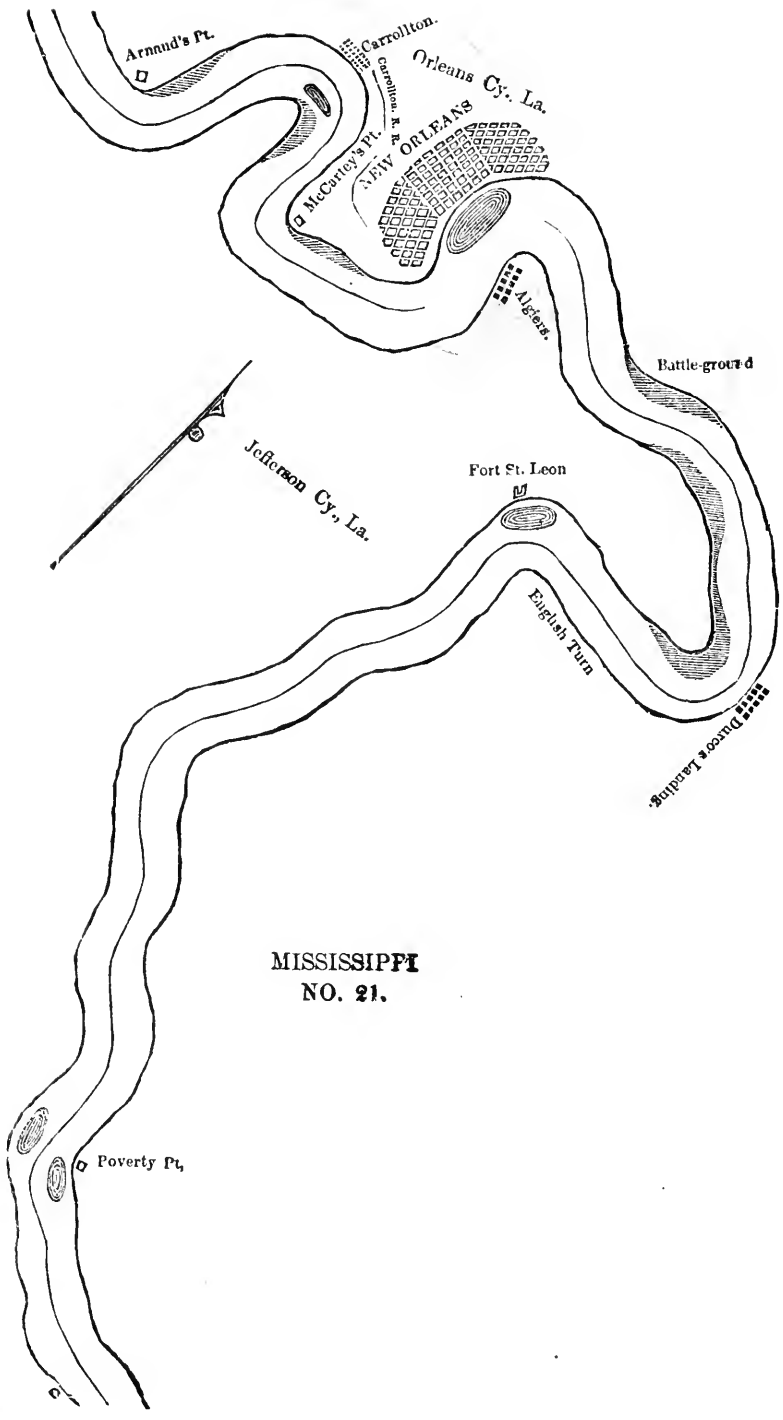 Arnaud's Pt.
Carrollton.
Orleans Cy., La.
Carrollton. R. R.
McCartey's Pt.
NEW ORLEANS
Algiers.
Battle-ground
Jefferson Cy., La.
Fort St. Leon
English Turn
Durco's Landing.
MISSISSIPPI
NO. 21.
Poverty Pt,